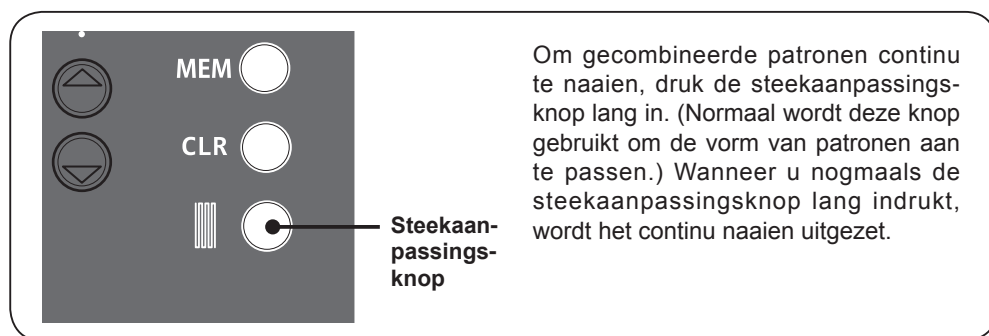 MEM
CLR
Steekaan-
passings-
knop
Om gecombineerde patronen continu
te naaien, druk de steekaanpassings-
knop lang in. (Normaal wordt deze knop
gebruikt om de vorm van patronen aan
te passen.) Wanneer u nogmaals de
steekaanpassingsknop lang indrukt,
wordt het continu naaien uitgezet.